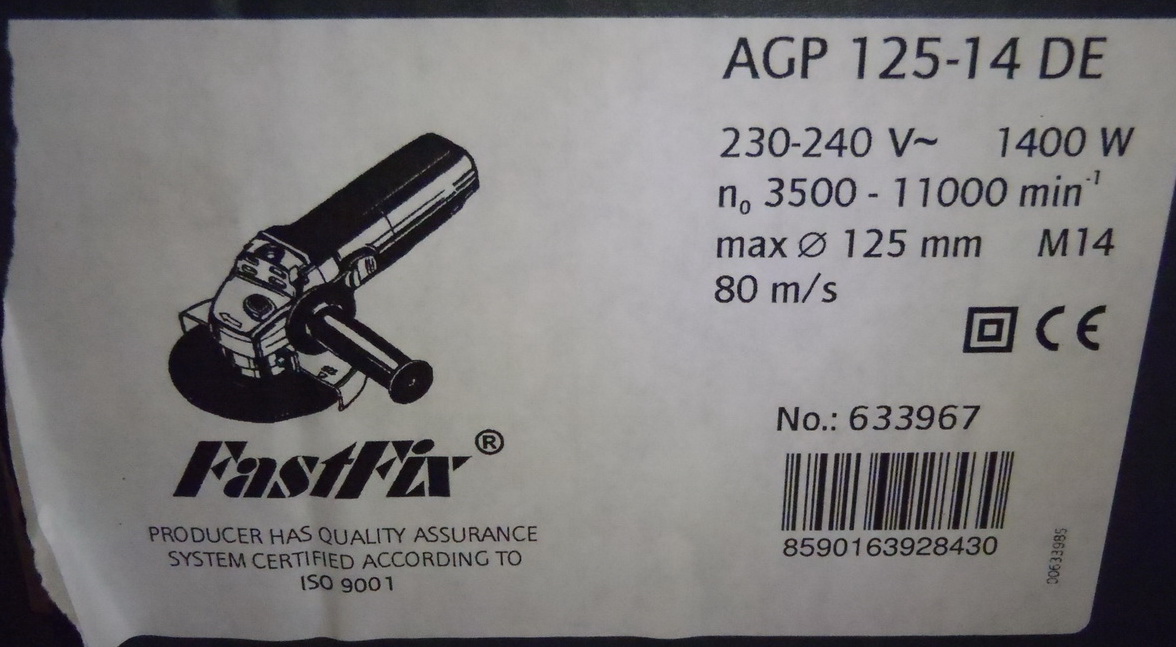 AGP 125-14 DE
230-240 V~ 1400 W
n₀ 3500 - 11000 min⁻¹
max ⌀ 125 mm M14
80 m/s
CE
No.: 633967
8590163928430
00633985
FastFix®
PRODUCER HAS QUALITY ASSURANCE
SYSTEM CERTIFIED ACCORDING TO
ISO 9001